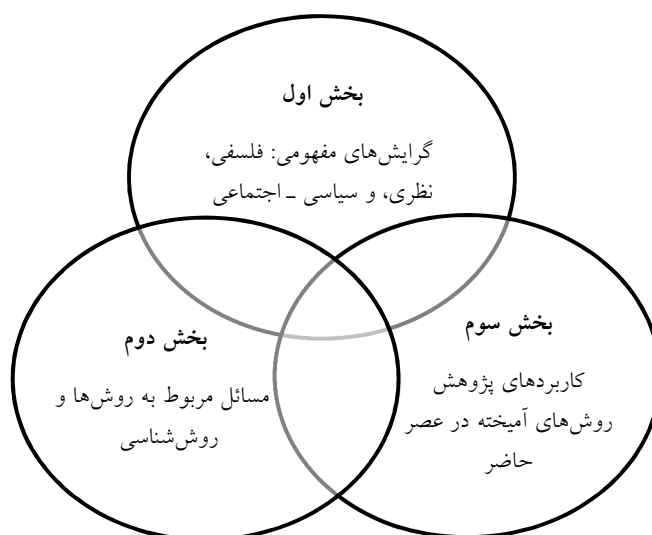 بخش اول
گرایش‌های مفهومی: فلسفی،
نظری، و سیاسی ـ اجتماعی
بخش دوم
مسائل مربوط به روش‌ها و
روش‌شناسی
بخش سوم
کاربردهای پژوهش
روش‌های آمیخته در عصر
حاضر